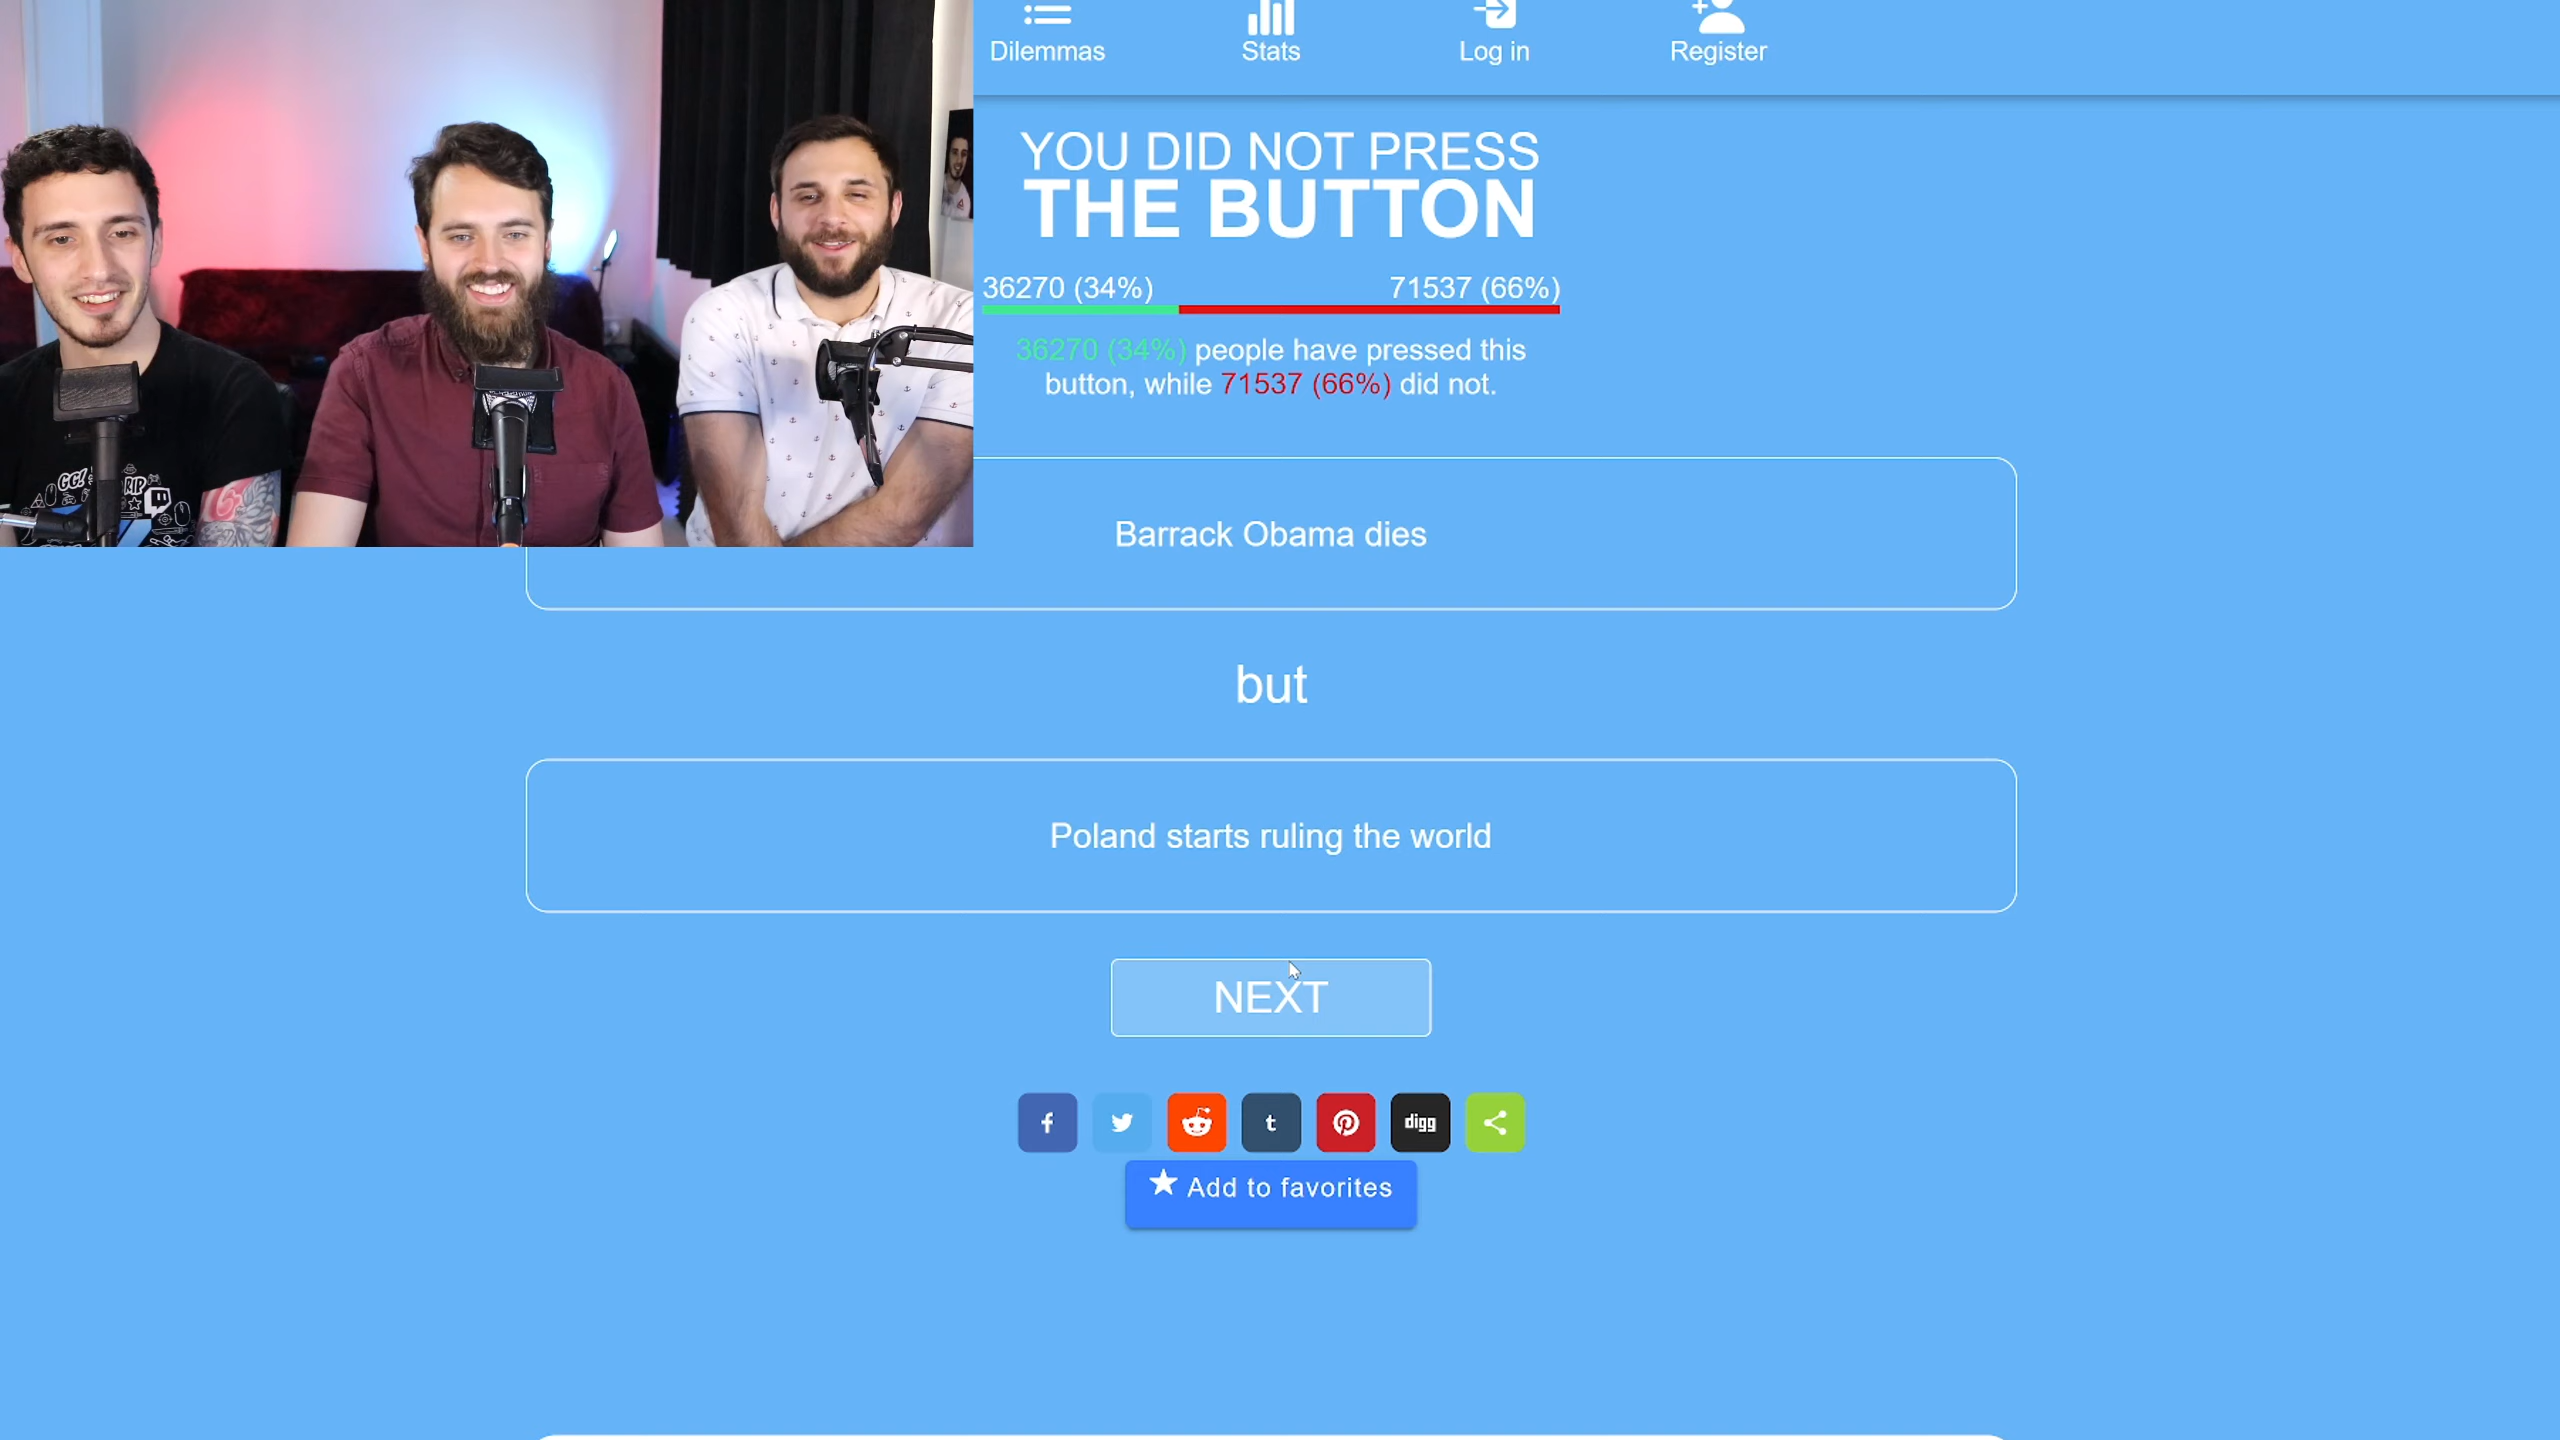 Dilemmas
Stats
Log in
Register
YOU DID NOT PRESS
THE BUTTON
36270 (34%)
71537 (66%)
36270 (34%) people have pressed this
button, while 71537 (66%) did not.
Barrack Obama dies
but
Poland starts ruling the world
NEXT
digg
Add to favorites
GG!
RIP